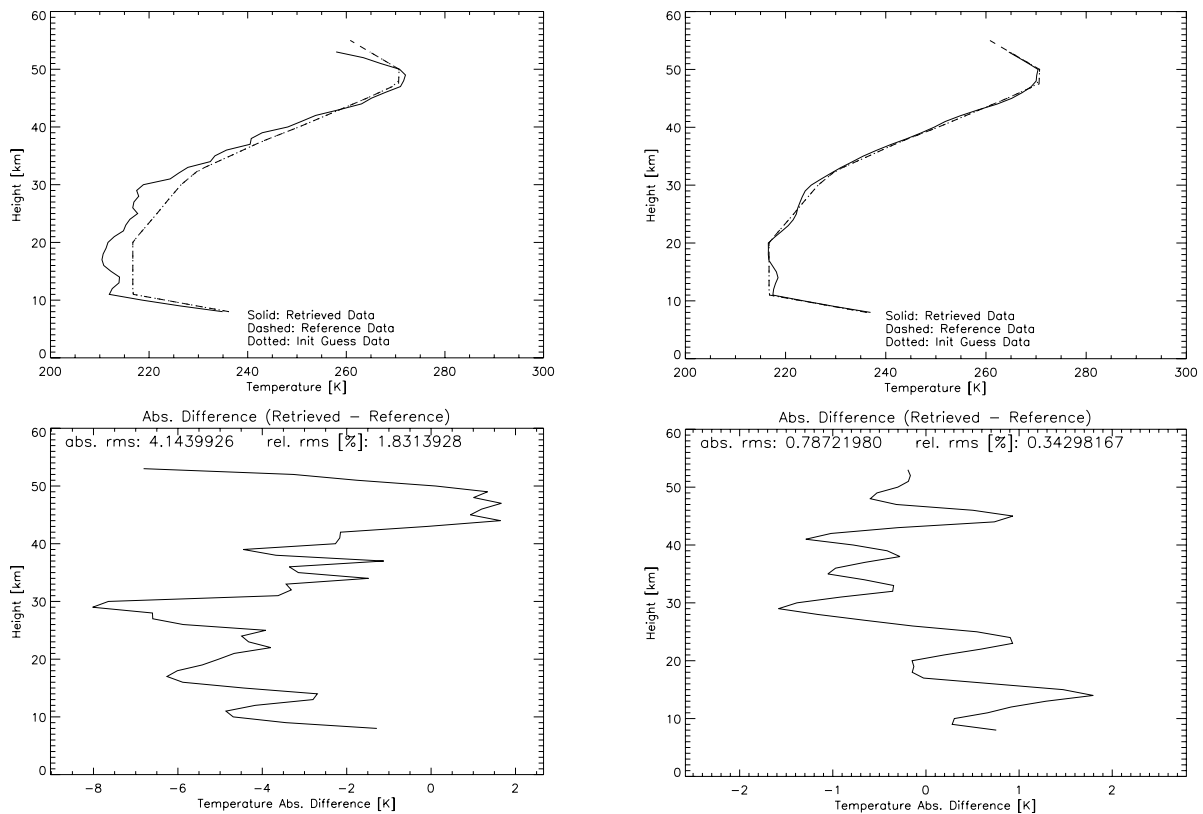 60
50
40
30
20
10
0
Height [km]
200 220 240 260 280 300
Temperature [K]
Solid: Retrieved Data
Dashed: Reference Data
Dotted: Init Guess Data
60
50
40
30
20
10
0
Height [km]
200 220 240 260 280 300
Temperature [K]
Solid: Retrieved Data
Dashed: Reference Data
Dotted: Init Guess Data
Abs. Difference (Retrieved − Reference)
abs. rms: 4.1439926 rel. rms [%]: 1.8313928
60
50
40
30
20
10
0
Height [km]
−8 −6 −4 −2 0 2
Temperature Abs. Difference [K]
Abs. Difference (Retrieved − Reference)
abs. rms: 0.78721980 rel. rms [%]: 0.34298167
60
50
40
30
20
10
0
Height [km]
−2 −1 0 1 2
Temperature Abs. Difference [K]